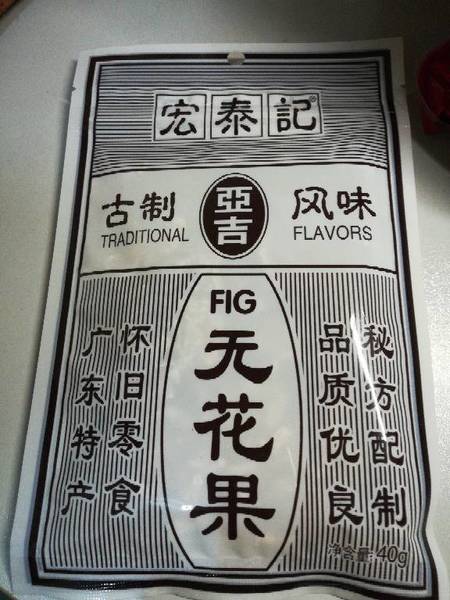 宏泰記®
古制 亞吉 风味
TRADITIONAL FLAVORS
FIG
无花果
怀旧零食
广东特产
秘方配制
品质优良
净含量:40g